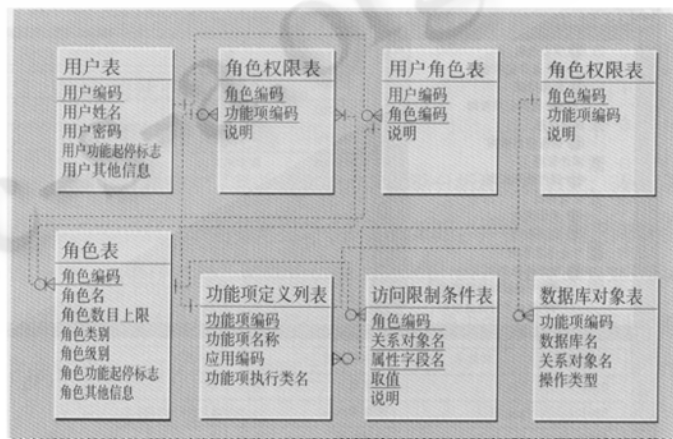 用户表
用户编码
用户姓名
用户密码
用户功能起停标志
用户其他信息
角色权限表
角色编码
功能项编码
说明
用户角色表
用户编码
角色编码
说明
角色权限表
角色编码
功能项编码
说明
角色表
角色编码
角色名
角色数目上限
角色类别
角色级别
角色功能起停标志
角色其他信息
功能项定义列表
功能项编码
功能项名称
应用编码
功能项执行类名
访问限制条件表
角色编码
关系对象名
属性字段名
取值
说明
数据库对象表
功能项编码
数据库名
关系对象名
操作类型